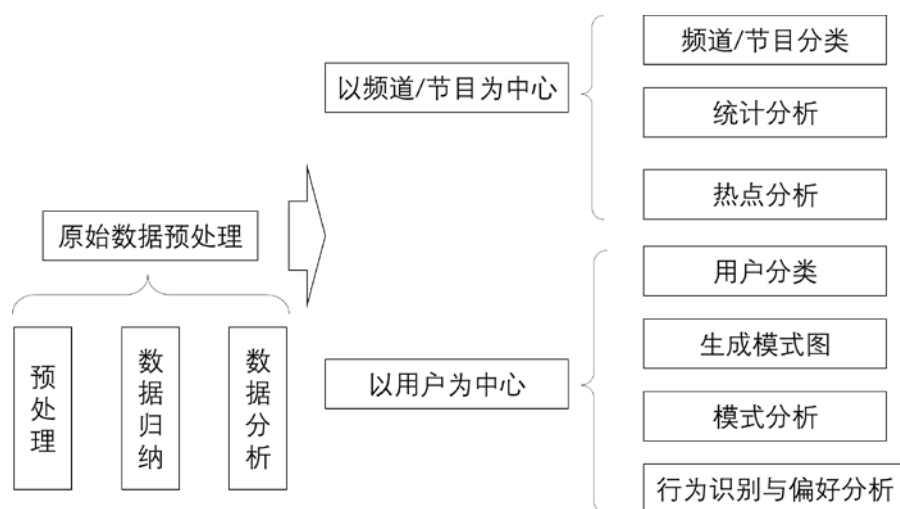 原始数据预处理
预处理
数据归纳
数据分析
以频道/节目为中心
频道/节目分类
统计分析
热点分析
以用户为中心
用户分类
生成模式图
模式分析
行为识别与偏好分析